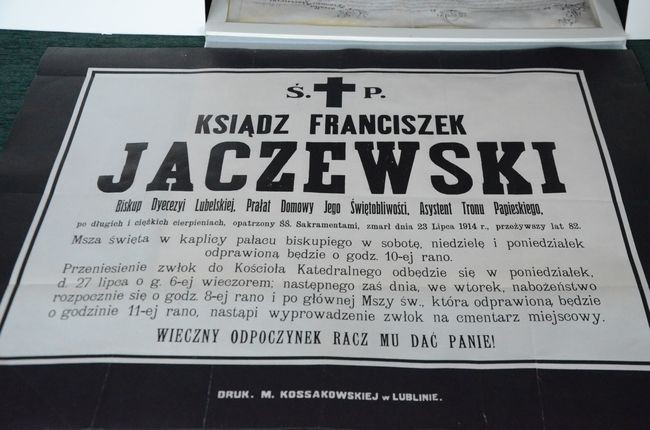 Ś. P.
KSIĄDZ FRANCISZEK
JACZEWSKI
Biskup Dyecezyi Lubelskiej, Prałat Domowy Jego Świętobliwości, Asystent Tronu Papieskiego,
po długich i ciężkich cierpieniach, opatrzony ŚŚ. Sakramentami, zmarł dnia 23 Lipca 1914 r., przeżywszy lat 82.
Msza święta w kaplicy pałacu biskupiego w sobotę, niedzielę i poniedziałek
odprawioną będzie o godz. 10-ej rano.
Przeniesienie zwłok do Kościoła Katedralnego odbędzie się w poniedziałek,
d. 27 lipca o g. 6-ej wieczorem; następnego zaś dnia, we wtorek, nabożeństwo
rozpocznie się o godz. 8-ej rano i po głównej Mszy św., która odprawioną będzie
o godzinie 11-ej rano, nastąpi wyprowadzenie zwłok na cmentarz miejscowy.
WIECZNY ODPOCZYNEK RACZ MU DAĆ PANIE!
DRUK. M. KOSSAKOWSKIEJ w LUBLINIE.